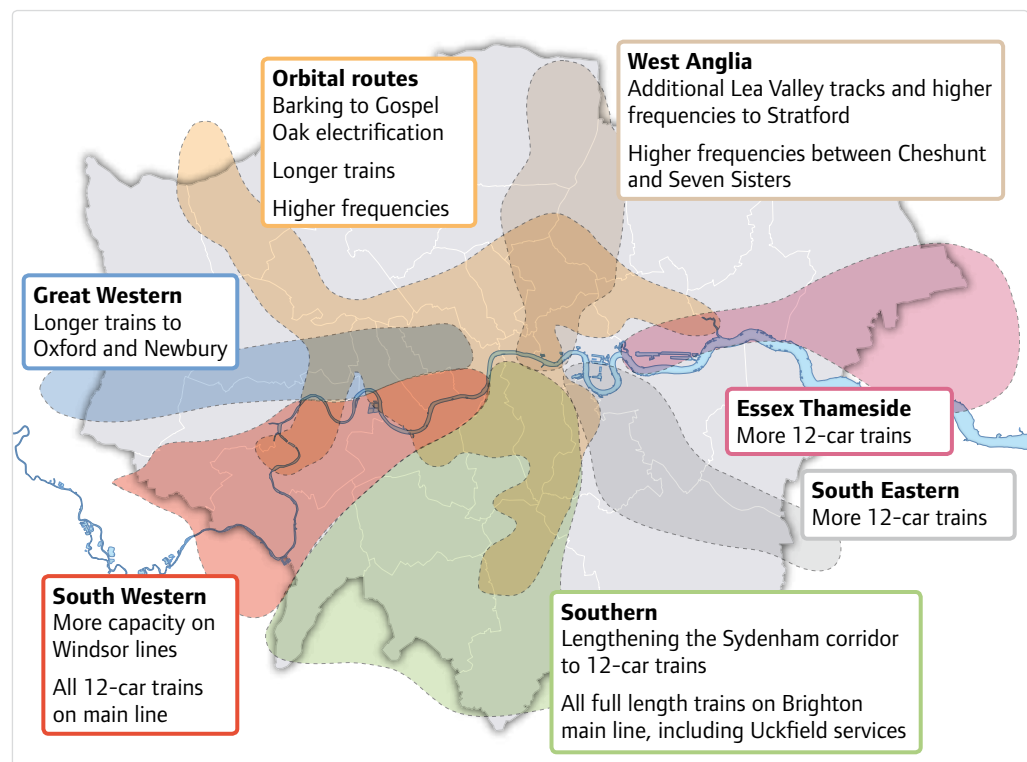 Orbital routes
Barking to Gospel
Oak electrification
Longer trains
Higher frequencies
West Anglia
Additional Lea Valley tracks and higher
frequencies to Stratford
Higher frequencies between Cheshunt
and Seven Sisters
Great Western
Longer trains to
Oxford and Newbury
Essex Thameside
More 12-car trains
South Eastern
More 12-car trains
South Western
More capacity on
Windsor lines
All 12-car trains
on main line
Southern
Lengthening the Sydenham corridor
to 12-car trains
All full length trains on Brighton
main line, including Uckfield services